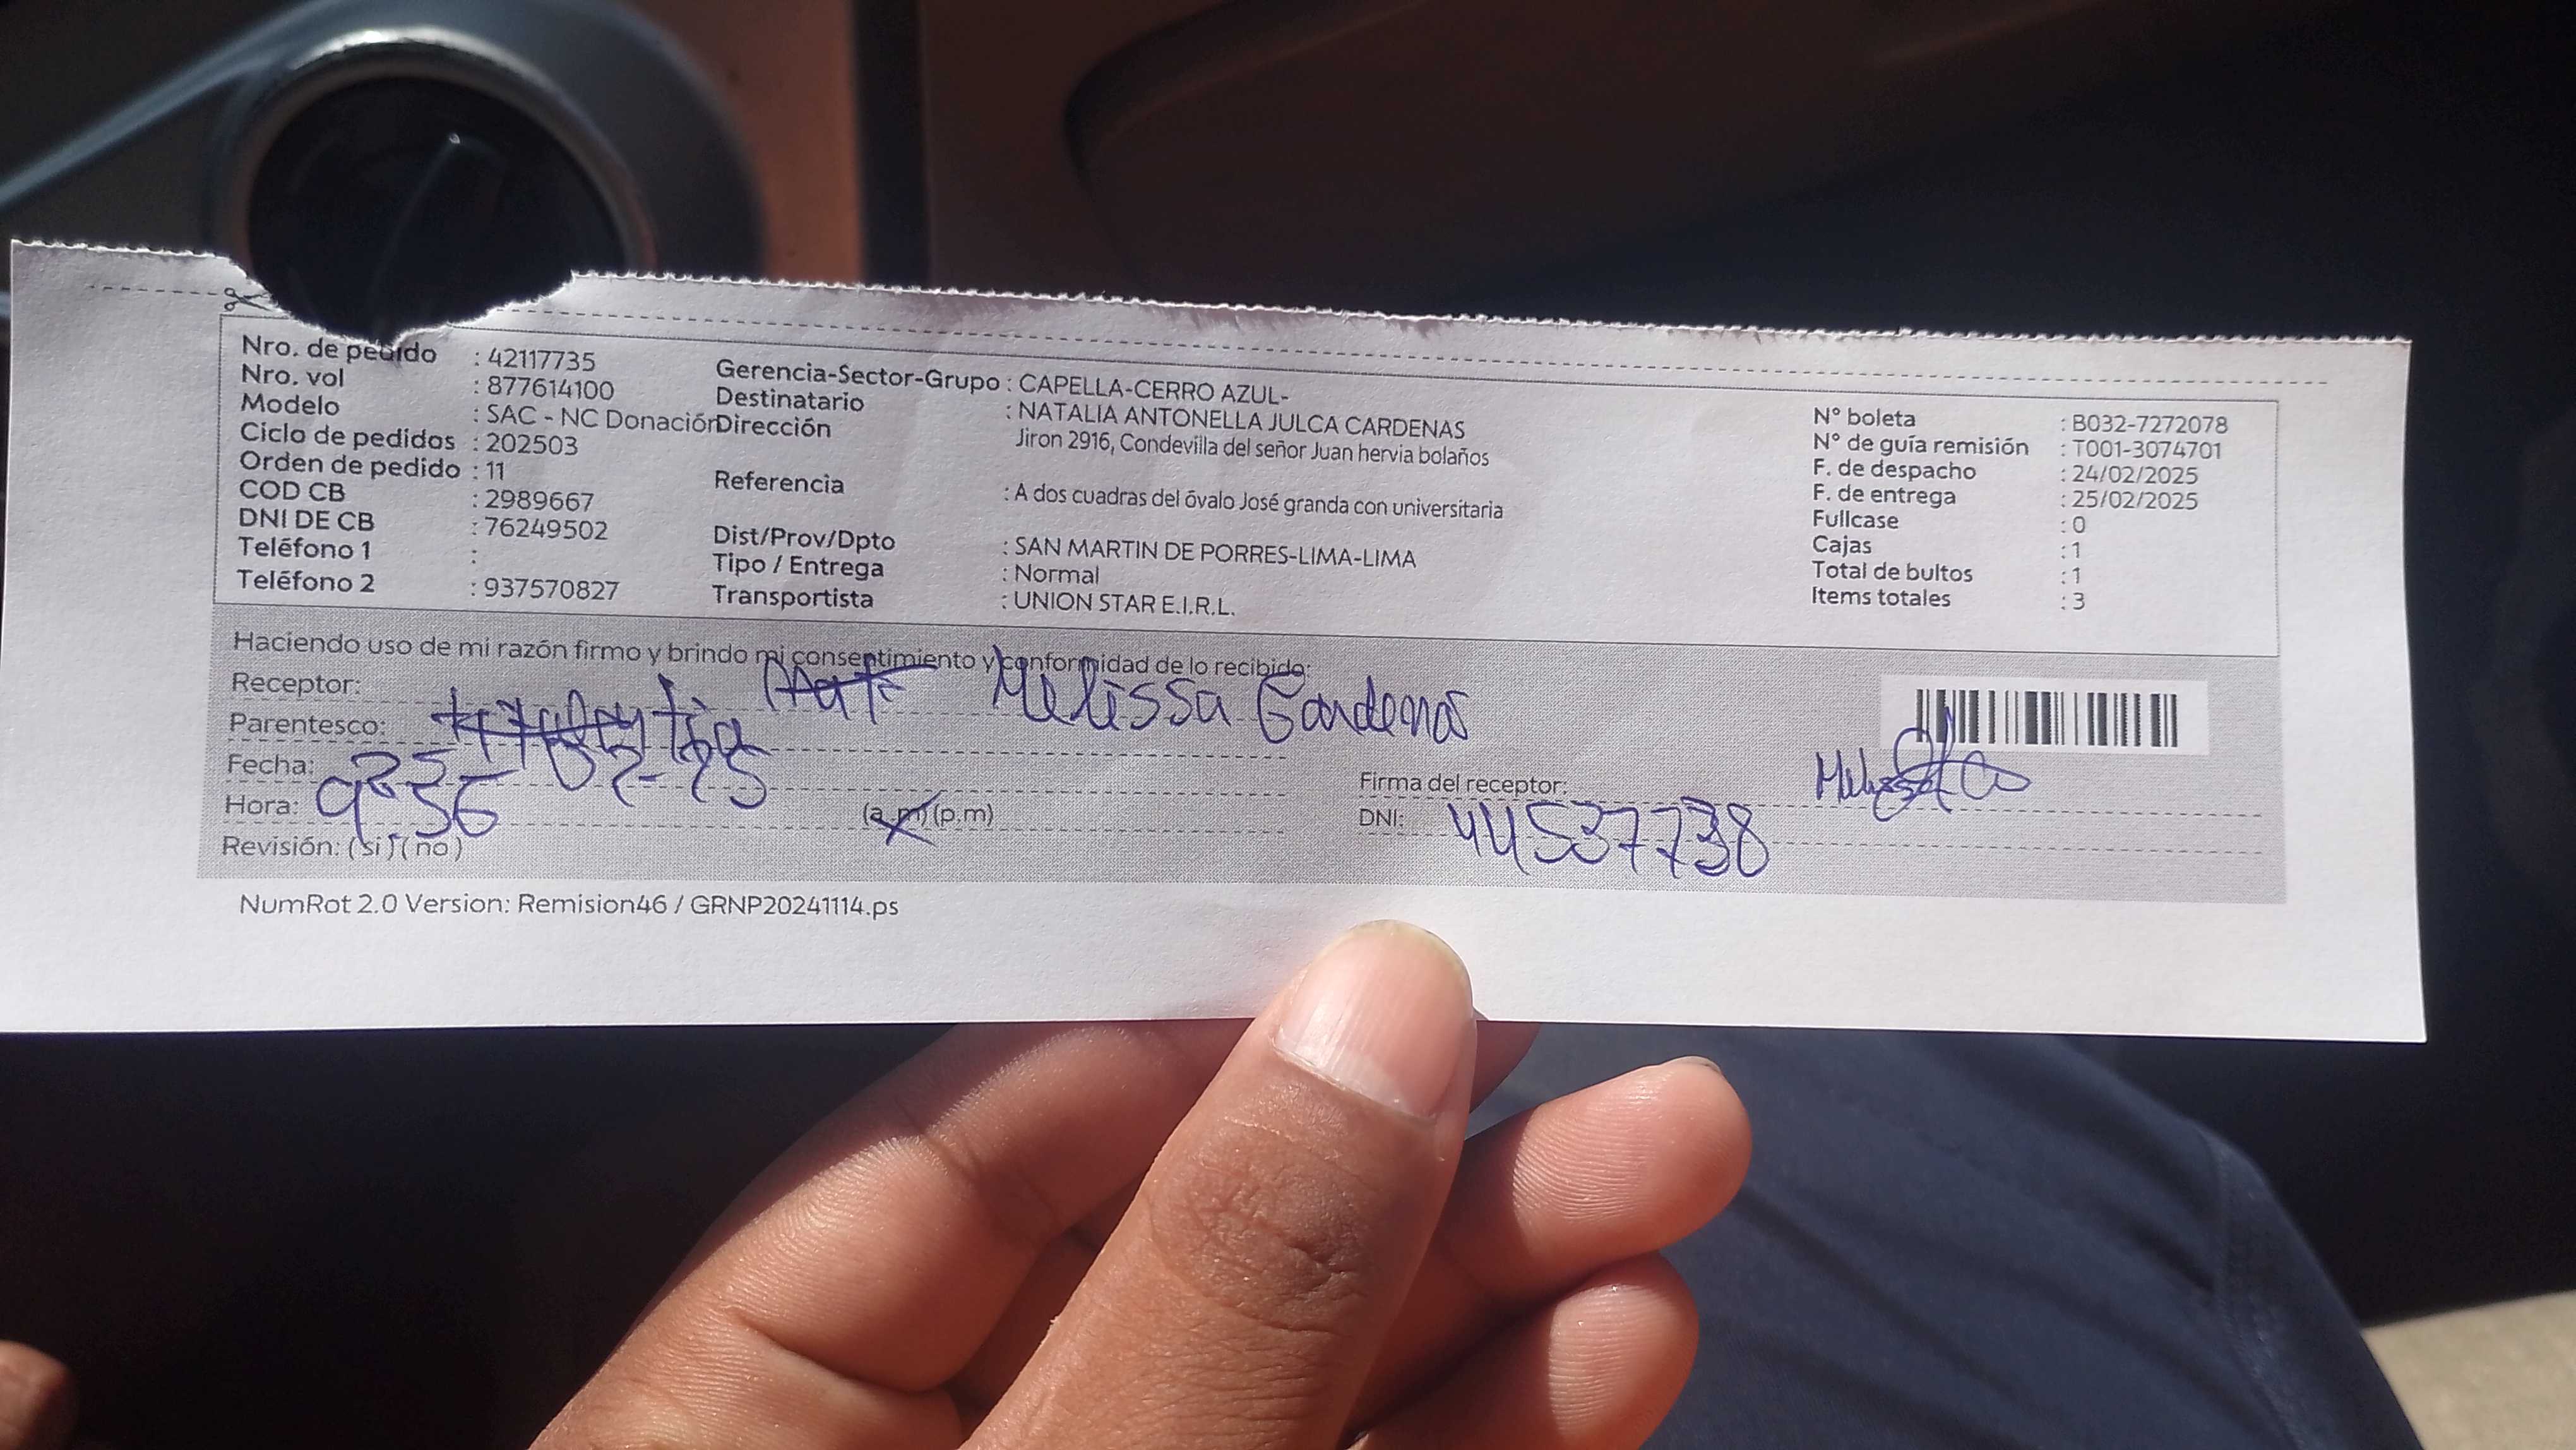 Nro. de pedido : 42117735
Nro. vol : 877614100
Modelo : SAC - NC Donación
Ciclo de pedidos : 202503
Orden de pedido : 11
COD CB : 2989667
DNI DE CB : 76249502
Teléfono 1 :
Teléfono 2 : 937570827
Gerencia-Sector-Grupo : CAPELLA-CERRO AZUL-
Destinatario : NATALIA ANTONELLA JULCA CARDENAS
Dirección Jiron 2916, Condevilla del señor Juan hervia bolaños
Referencia : A dos cuadras del óvalo José granda con universitaria
Dist/Prov/Dpto : SAN MARTIN DE PORRES-LIMA-LIMA
Tipo / Entrega : Normal
Transportista : UNION STAR E.I.R.L.
N° boleta : B032-7272078
N° de guía remisión : T001-3074701
F. de despacho : 24/02/2025
F. de entrega : 25/02/2025
Fullcase : 0
Cajas : 1
Total de bultos : 1
Items totales : 3
Haciendo uso de mi razón firmo y brindo mi consentimiento y conformidad de lo recibido:
Receptor: Melissa Cardenas
Parentesco: tia
Fecha: 25-02-25
Hora: 9:56 (a.m) (p.m)
Revisión: (si) (no)
Firma del receptor:
DNI: 44537738
NumRot 2.0 Version: Remision46 / GRNP20241114.ps